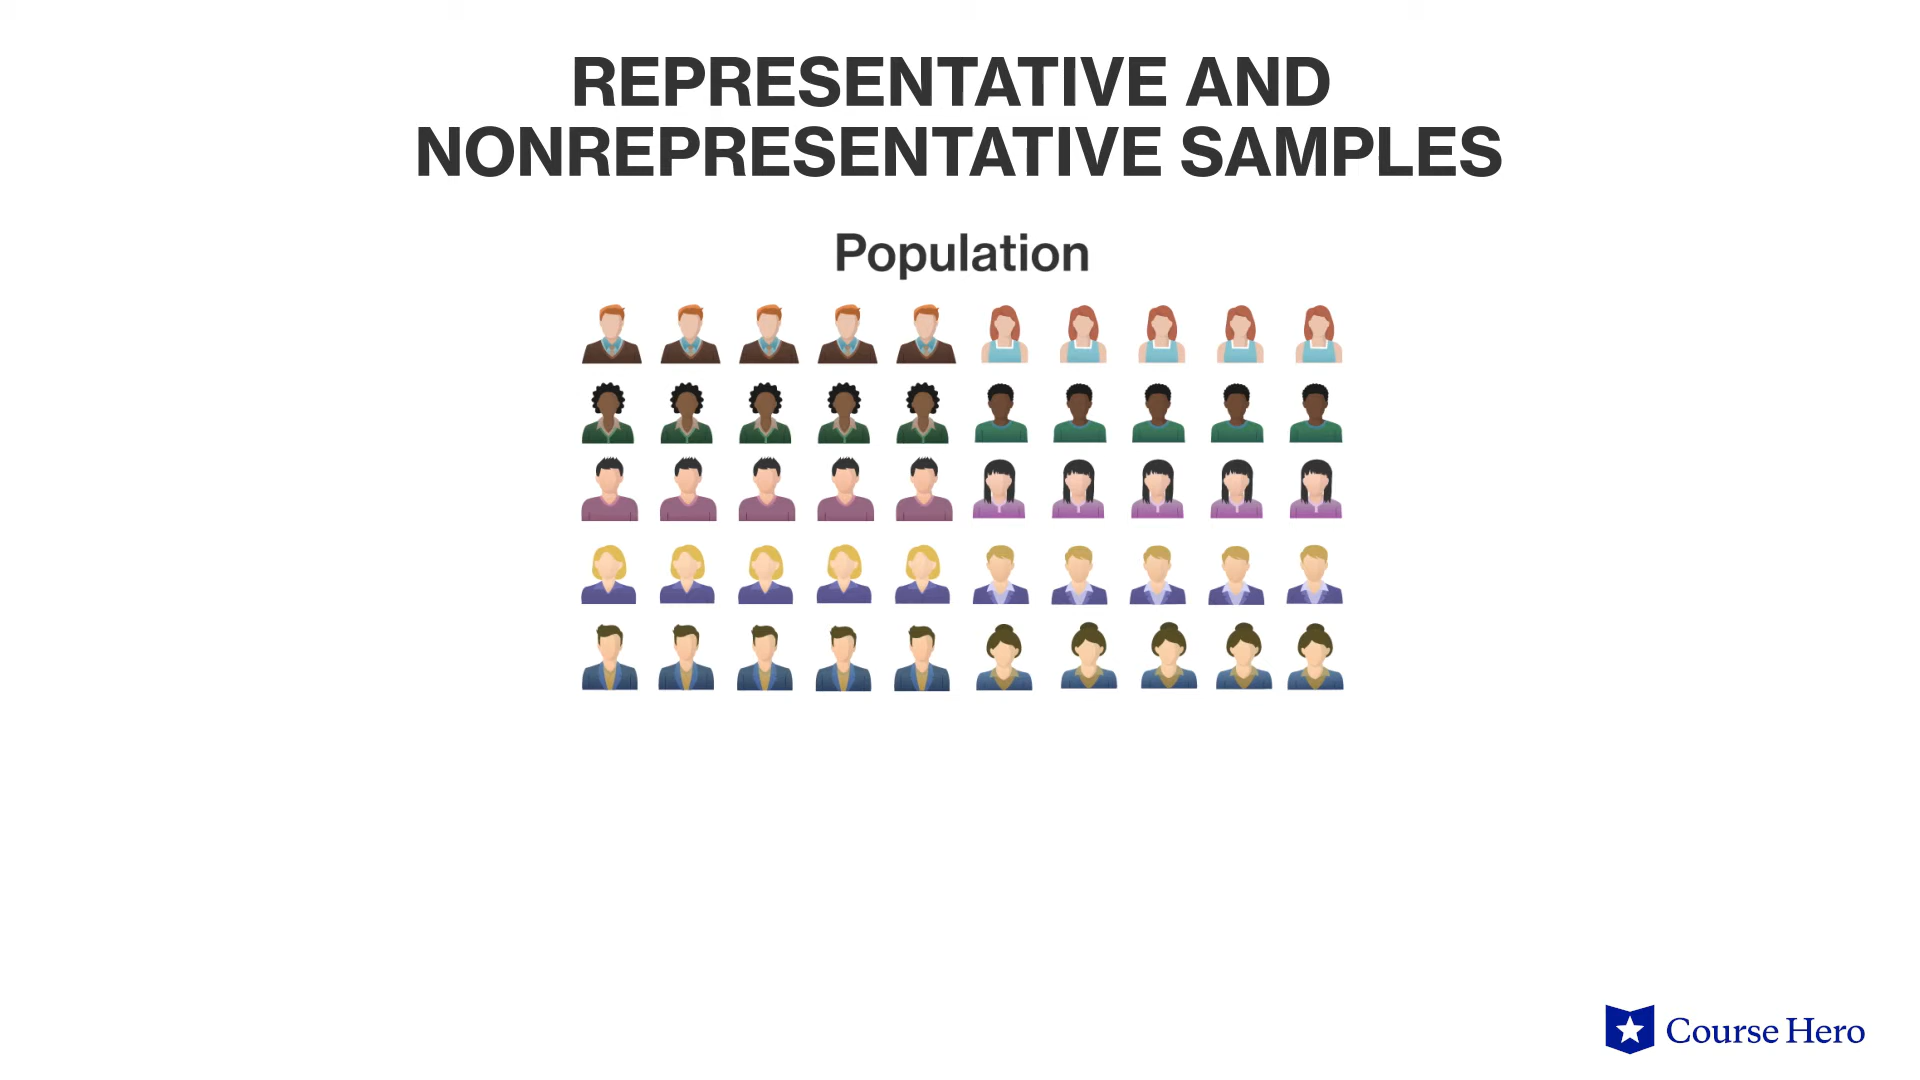 REPRESENTATIVE AND
NONREPRESENTATIVE SAMPLES
Population
Course Hero